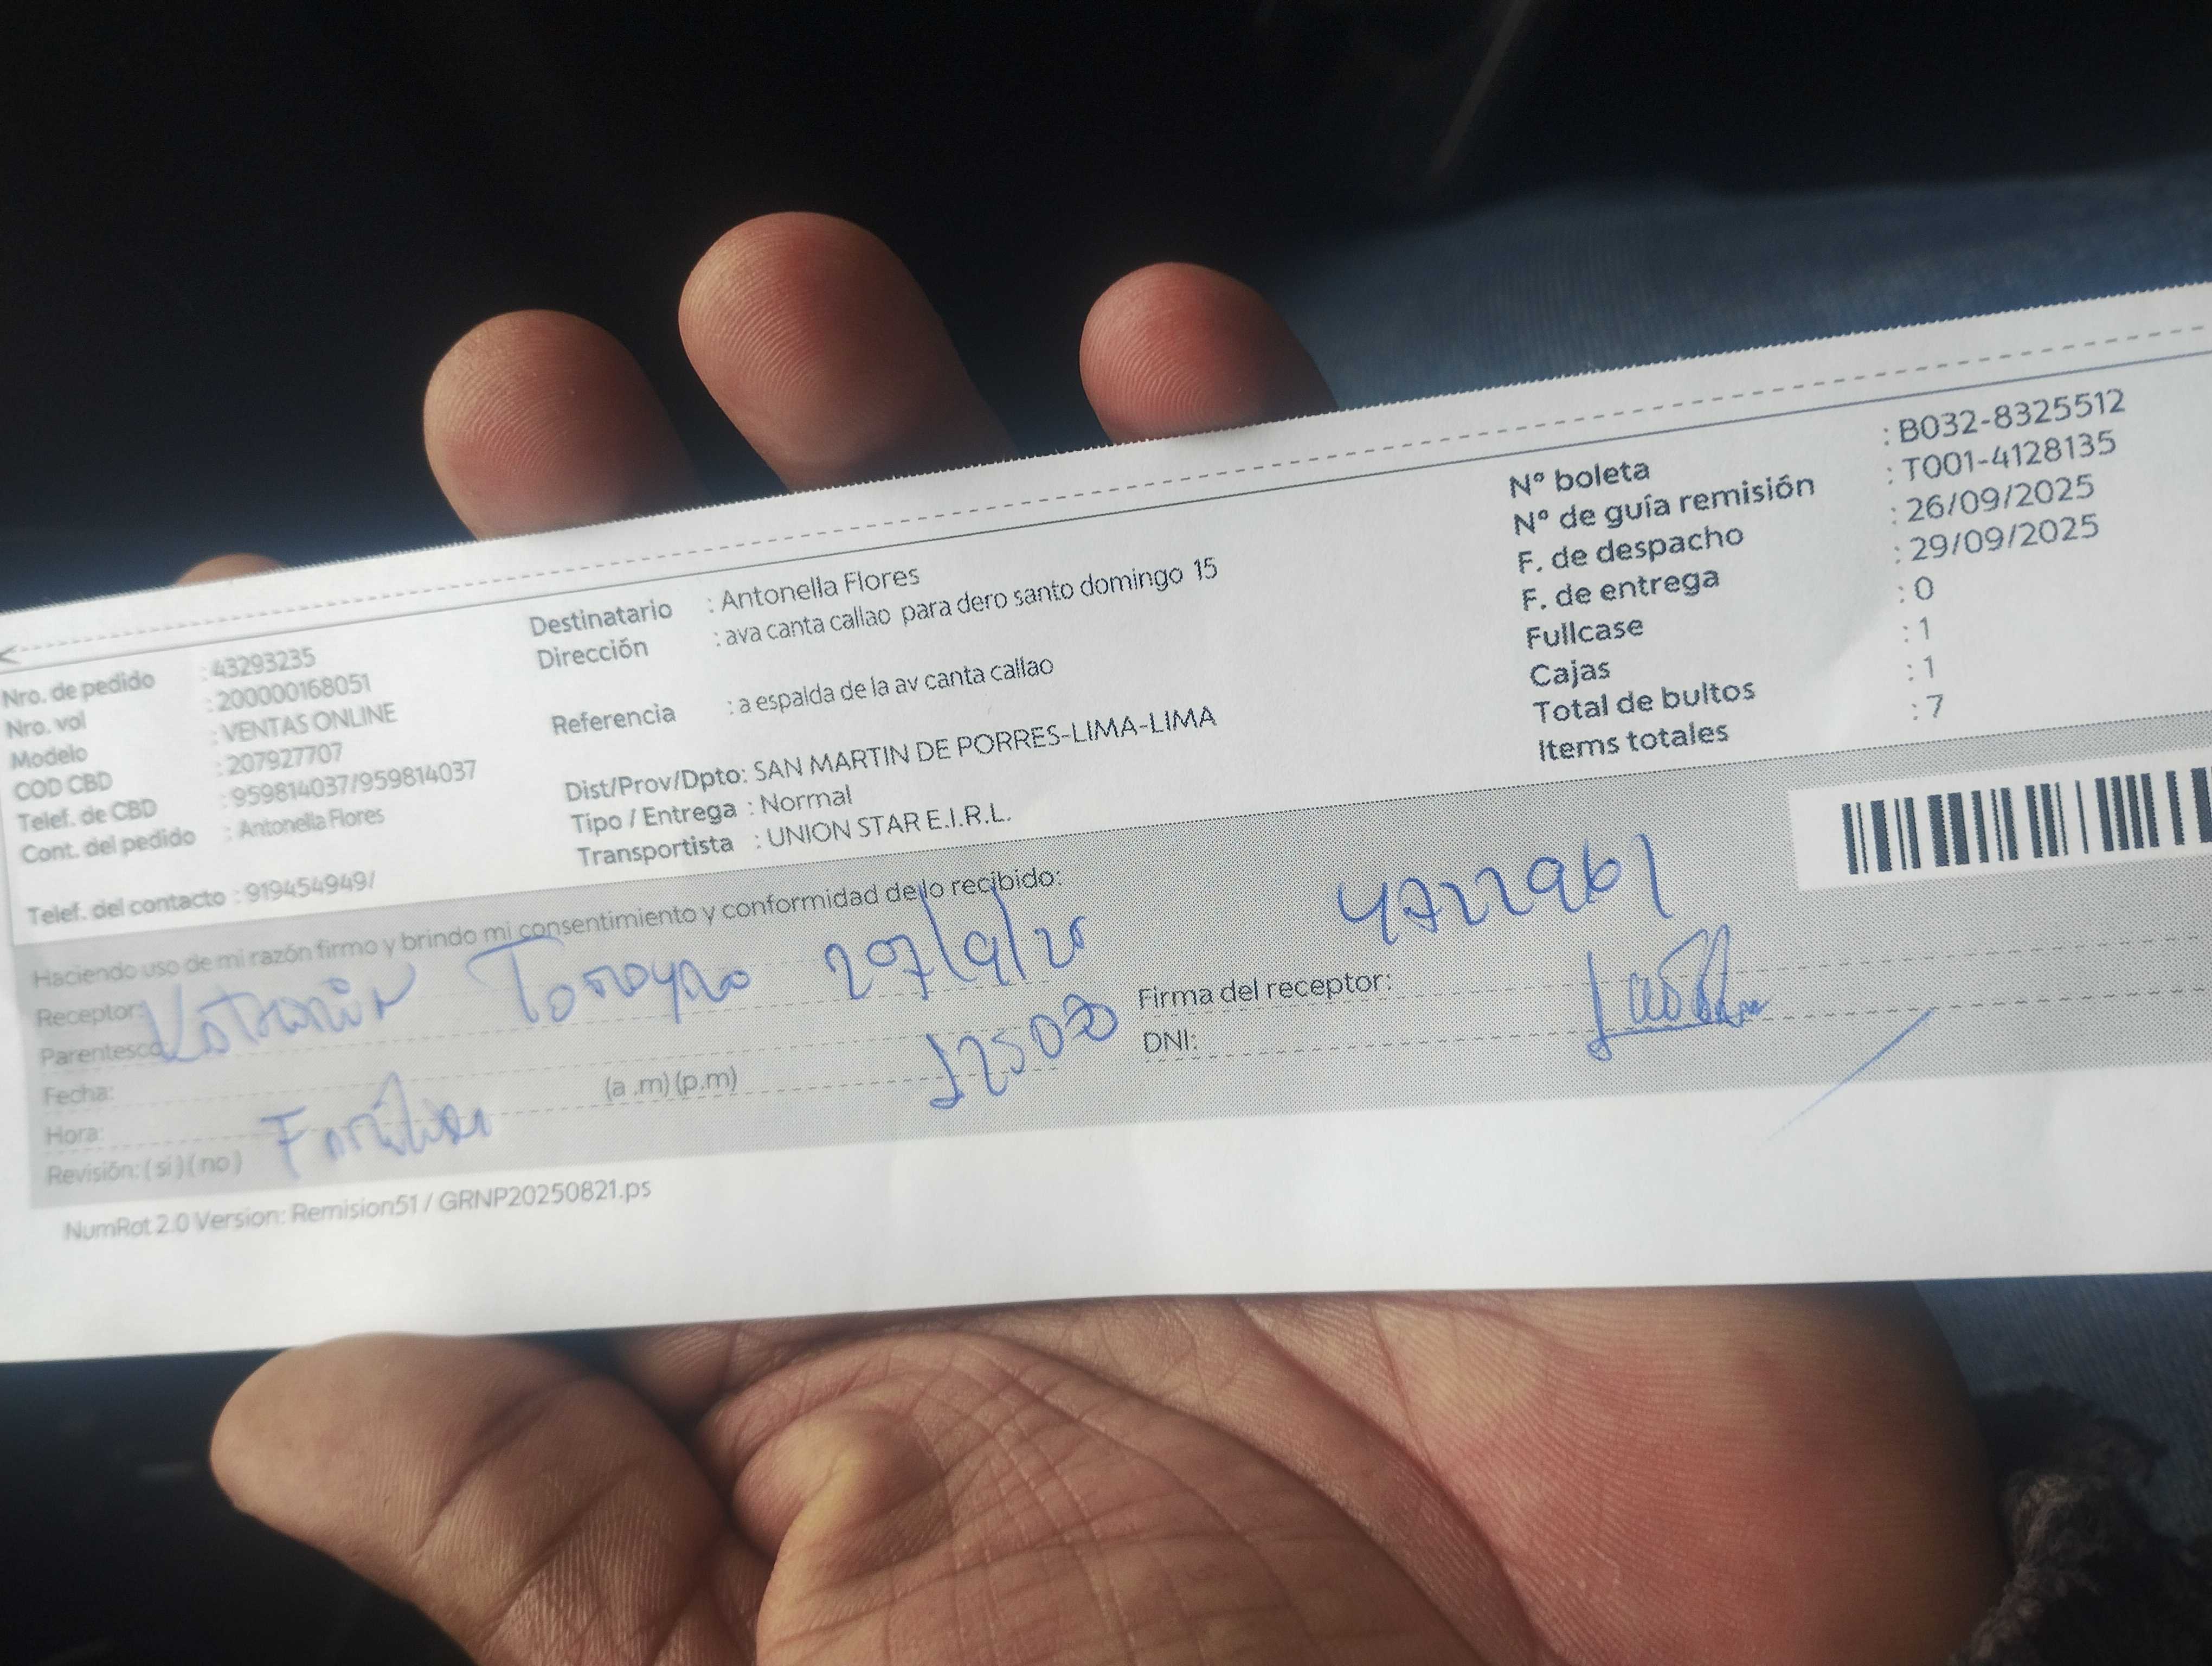 Nro. de pedido : 43293235
Nro. vol : 200000168051
Modelo : VENTAS ONLINE
COD CBD : 207927707
Telef. de CBD : 959814037/959814037
Cont. del pedido : Antonella Flores
Telef. del contacto : 919454949/
Destinatario : Antonella Flores
Dirección : ava canta callao para dero santo domingo 15
Referencia : a espalda de la av canta callao
Dist/Prov/Dpto: SAN MARTIN DE PORRES-LIMA-LIMA
Tipo / Entrega : Normal
Transportista : UNION STAR E.I.R.L.
Nº boleta : B032-8325512
Nº de guía remisión : T001-4128135
F. de despacho : 26/09/2025
F. de entrega : 29/09/2025
Fullcase : 0
Cajas : 1
Total de bultos : 1
Items totales : 7
Haciendo uso de mi razón firmo y brindo mi consentimiento y conformidad de lo recibido:
Receptor:
Parentesco
Fecha:
Hora: (a .m) (p.m)
Revisión: ( sí ) ( no )
Firma del receptor:
DNI:
NumRot 2.0 Version: Remision51 / GRNP20250821.ps